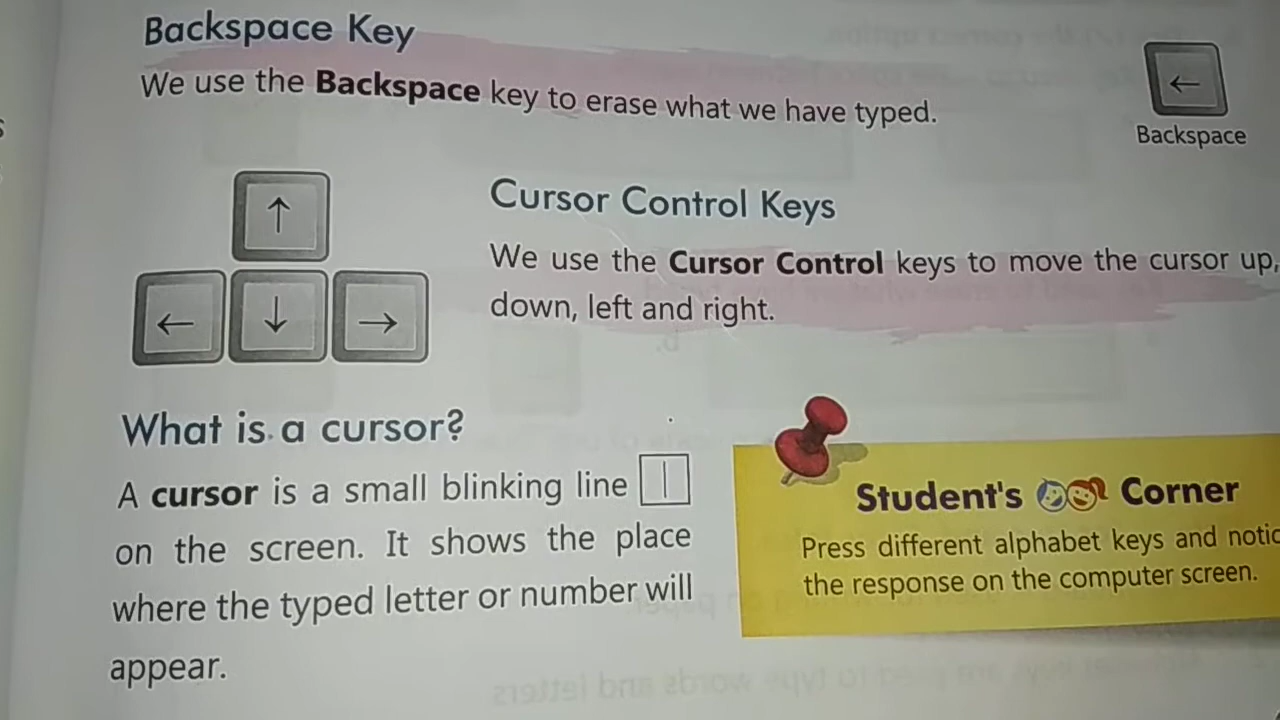 Backspace Key
We use the Backspace key to erase what we have typed.
←
Backspace
↑
← ↓ →
Cursor Control Keys
We use the Cursor Control keys to move the cursor up,
down, left and right.
What is a cursor?
A cursor is a small blinking line |
on the screen. It shows the place
where the typed letter or number will
appear.
Student's Corner
Press different alphabet keys and notic
the response on the computer screen.